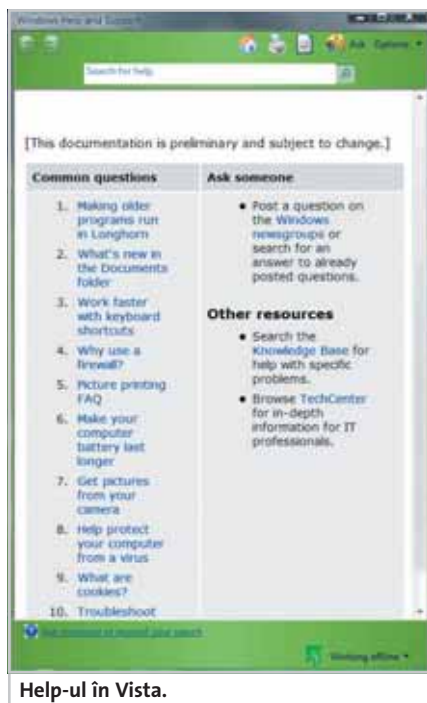 Windows Help and Support
Ask Options
Search for help
[This documentation is preliminary and subject to change.]
Common questions
1. Making older
programs run
in Longhorn
2. What's new in
the Documents
folder
3. Work faster
with keyboard
shortcuts
4. Why use a
firewall?
5. Picture printing
FAQ
6. Make your
computer
battery last
longer
7. Get pictures
from your
camera
8. Help protect
your computer
from a virus
9. What are
cookies?
10. Troubleshoot
Ask someone
• Post a question on
the Windows
newsgroups or
search for an
answer to already
posted questions.
Other resources
• Search the
Knowledge Base for
help with specific
problems.
• Browse TechCenter
for in-depth
information for IT
professionals.
Working offline
Help-ul în Vista.